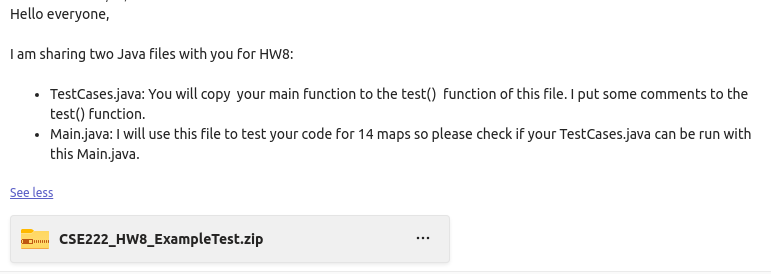 Hello everyone,
I am sharing two Java files with you for HW8:
• TestCases.java: You will copy  your main function to the test()  function of this file. I put some comments to the
test() function.
• Main.java: I will use this file to test your code for 14 maps so please check if your TestCases.java can be run with
this Main.java.
See less
CSE222_HW8_ExampleTest.zip